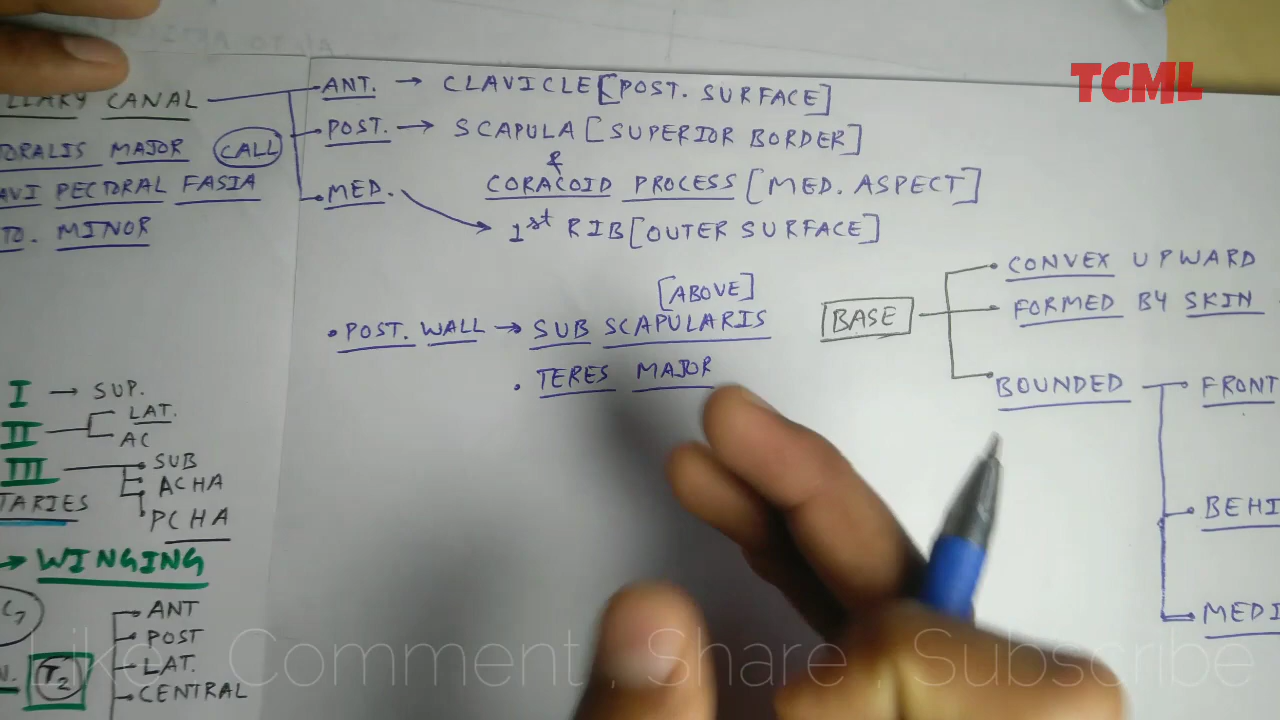 TCML
LLARY CANAL
ORALIS MAJOR CALL
AVI PECTORAL FASIA
TO. MINOR
ANT. → CLAVICLE [POST. SURFACE]
POST. → SCAPULA [SUPERIOR BORDER]
&
CORACOID PROCESS [MED. ASPECT]
MED.
1st RIB [OUTER SURFACE]
[ABOVE]
• POST. WALL → SUB SCAPULARIS
• TERES MAJOR
BASE
CONVEX UPWARD
FORMED BY SKIN
BOUNDED
FRONT
BEHI
MEDI
I → SUP.
II
LAT.
AC
III
SUB
ACHA
PCHA
TARIES
→ WINGING
C7
N. T2
ANT
POST
LAT.
CENTRAL
Like, Comment, Share, Subscribe